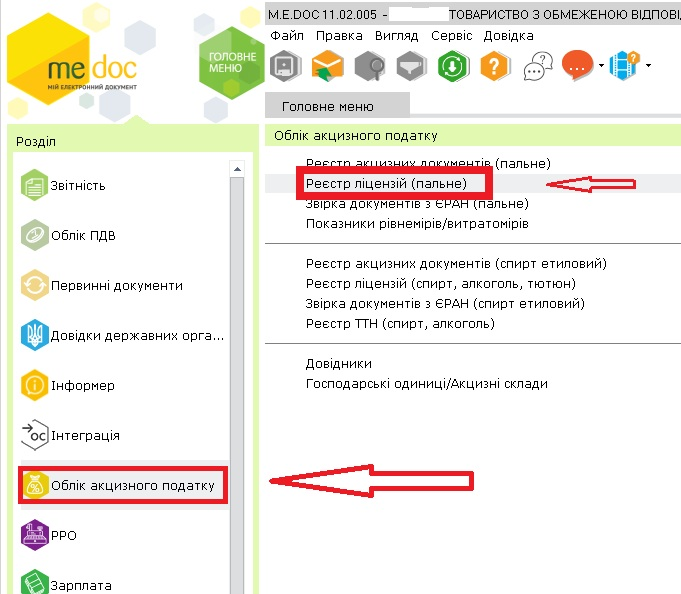 M.E.DOC 11.02.005 - ТОВАРИСТВО З ОБМЕЖЕНОЮ ВІДПОВІ
me doc
МІЙ ЕЛЕКТРОННИЙ ДОКУМЕНТ
ГОЛОВНЕ
МЕНЮ
Файл Правка Вигляд Сервіс Довідка
Головне меню
Розділ
Звітність
Облік ПДВ
Первинні документи
Довідки державних орга...
Інформер
Інтеграція
Облік акцизного податку
РРО
Зарплата
Облік акцизного податку
Реєстр акцизних документів (пальне)
Реєстр ліцензій (пальне)
Звірка документів з ЄРАН (пальне)
Показники рівнемірів/витратомірів
Реєстр акцизних документів (спирт етиловий)
Реєстр ліцензій (спирт, алкоголь, тютюн)
Звірка документів з ЄРАН (спирт етиловий)
Реєстр ТТН (спирт, алкоголь)
Довідники
Господарські одиниці/Акцизні склади